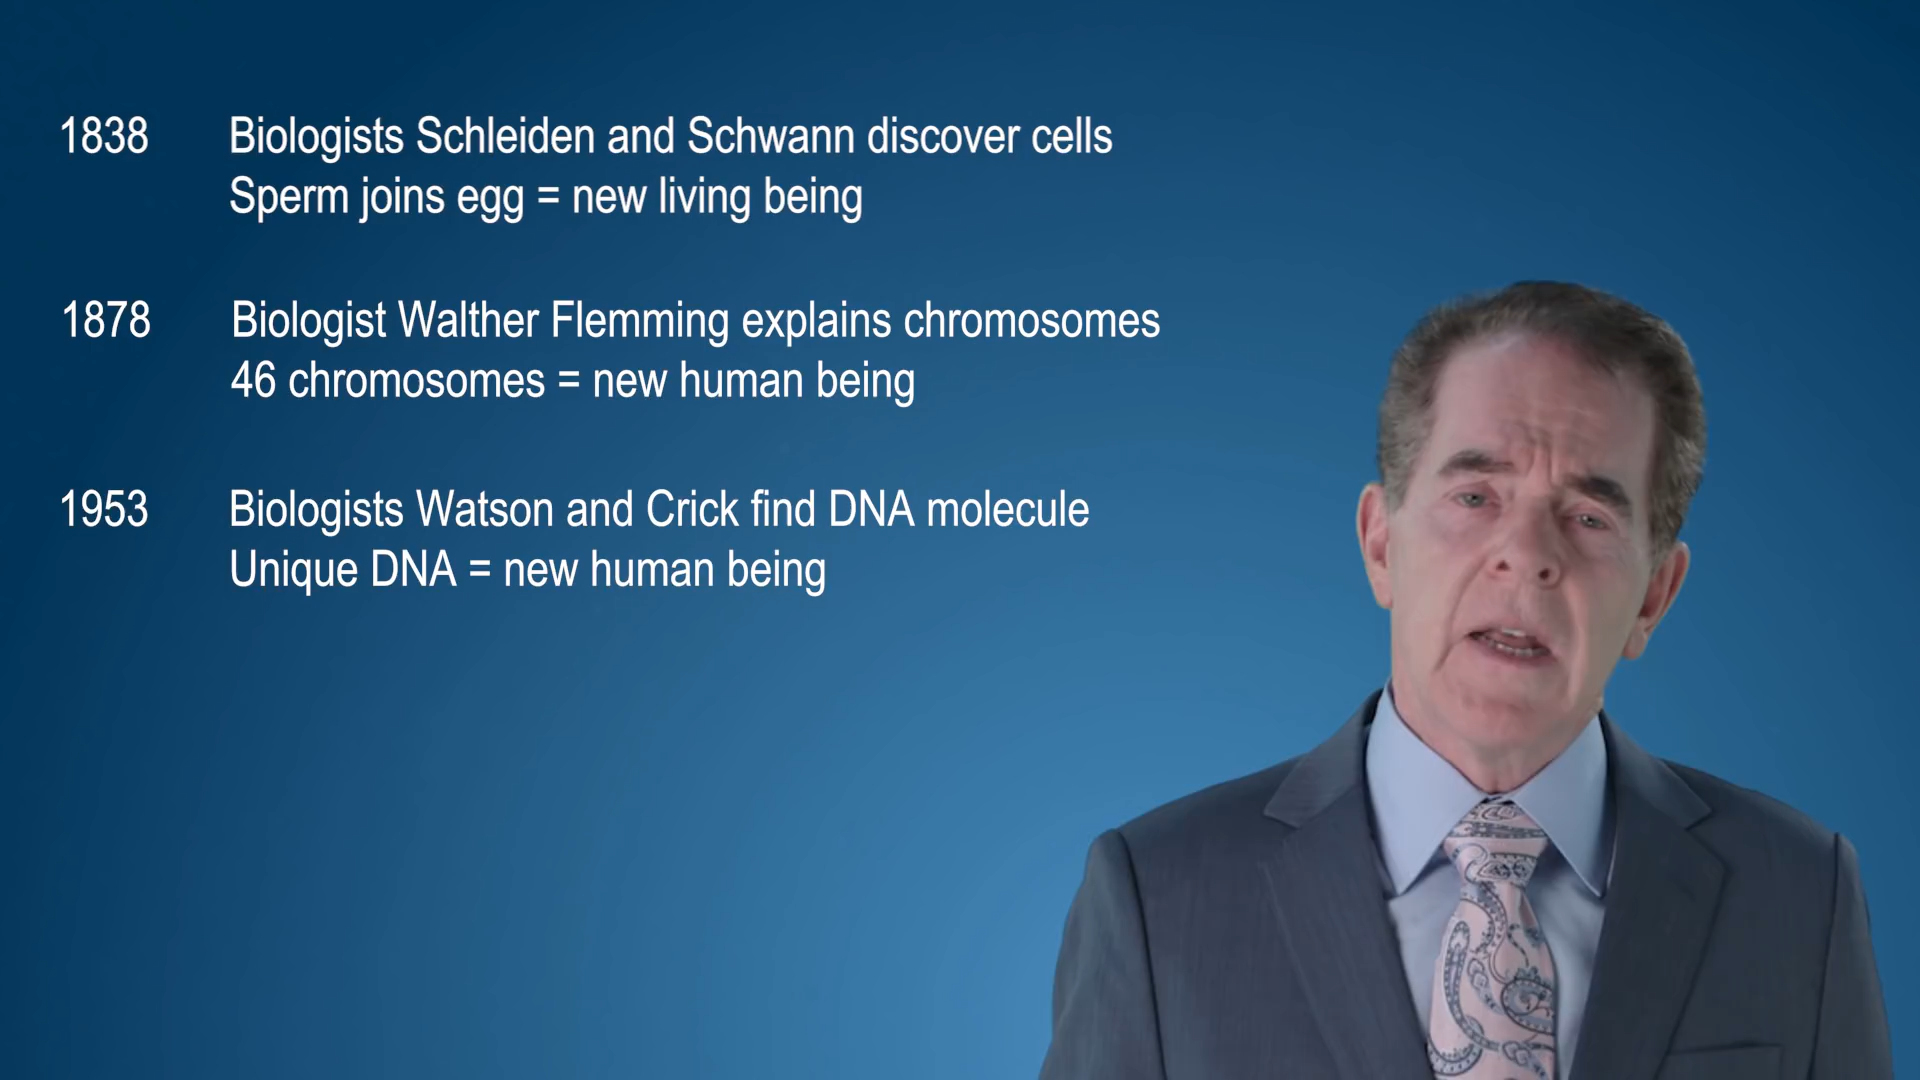 1838 Biologists Schleiden and Schwann discover cells
Sperm joins egg = new living being
1878 Biologist Walther Flemming explains chromosomes
46 chromosomes = new human being
1953 Biologists Watson and Crick find DNA molecule
Unique DNA = new human being